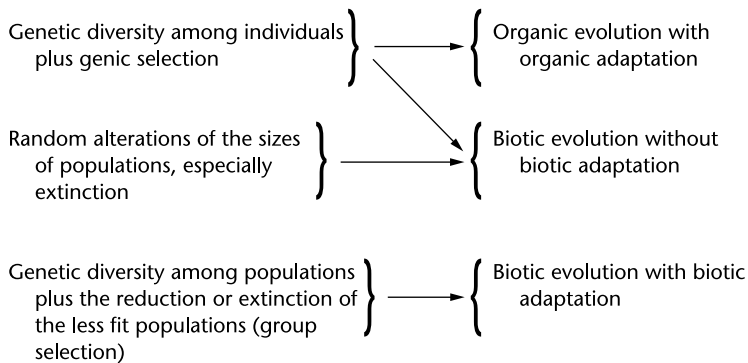 Genetic diversity among individuals
plus genic selection
Organic evolution with
organic adaptation
Random alterations of the sizes
of populations, especially
extinction
Biotic evolution without
biotic adaptation
Genetic diversity among populations
plus the reduction or extinction of
the less fit populations (group
selection)
Biotic evolution with biotic
adaptation